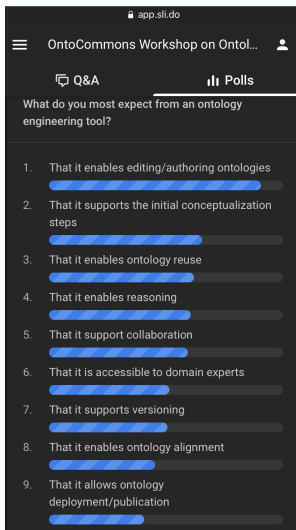 app.sli.do
OntoCommons Workshop on Ontol...
Q&A
Polls
What do you most expect from an ontology
engineering tool?
1. That it enables editing/authoring ontologies
2. That it supports the initial conceptualization
steps
3. That it enables ontology reuse
4. That it enables reasoning
5. That it support collaboration
6. That it is accessible to domain experts
7. That it supports versioning
8. That it enables ontology alignment
9. That it allows ontology
deployment/publication